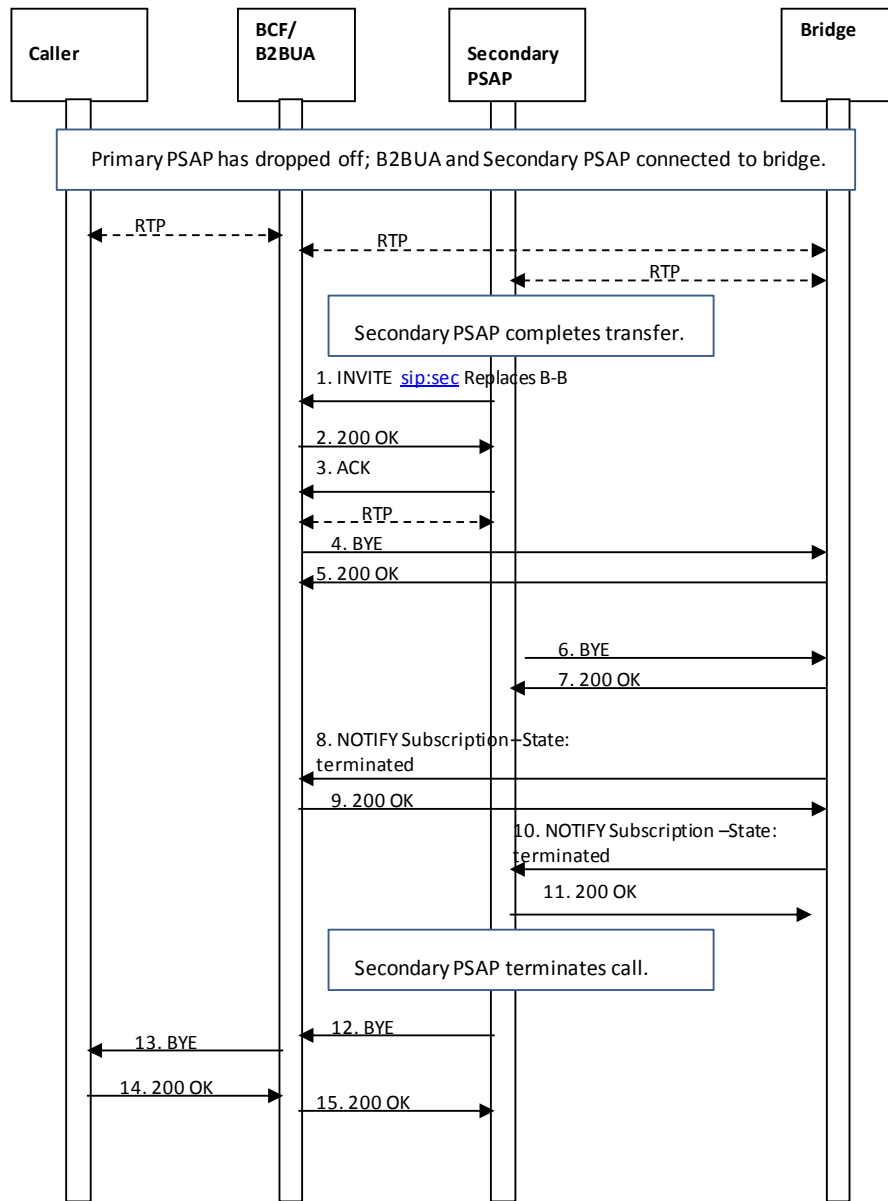 Caller
BCF/
B2BUA
Secondary
PSAP
Bridge
Primary PSAP has dropped off; B2BUA and Secondary PSAP connected to bridge.
RTP
RTP
RTP
Secondary PSAP completes transfer.
1. INVITE sip:sec Replaces B-B
2. 200 OK
3. ACK
RTP
4. BYE
5. 200 OK
6. BYE
7. 200 OK
8. NOTIFY Subscription–State:
terminated
9. 200 OK
10. NOTIFY Subscription –State:
terminated
11. 200 OK
Secondary PSAP terminates call.
12. BYE
13. BYE
14. 200 OK
15. 200 OK